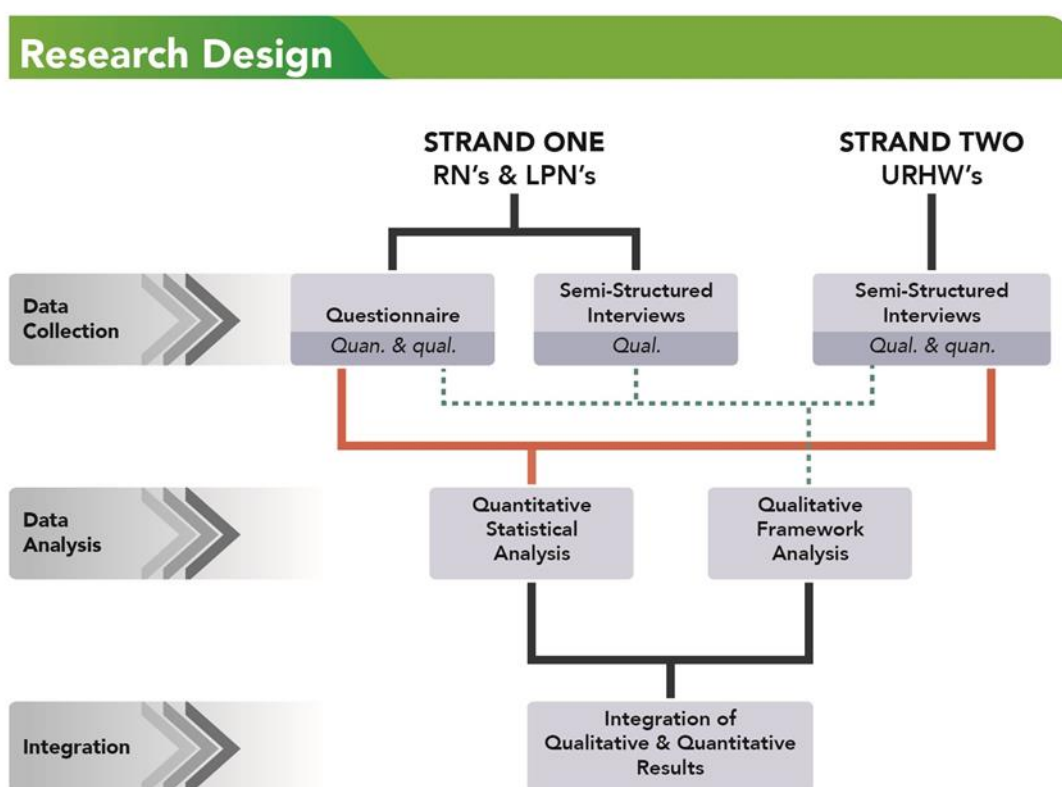 Research Design
STRAND ONE
RN's & LPN's
STRAND TWO
URHW's
Data
Collection
Questionnaire
Quan. & qual.
Semi-Structured
Interviews
Qual.
Semi-Structured
Interviews
Qual. & quan.
Data
Analysis
Quantitative
Statistical
Analysis
Qualitative
Framework
Analysis
Integration
Integration of
Qualitative & Quantitative
Results